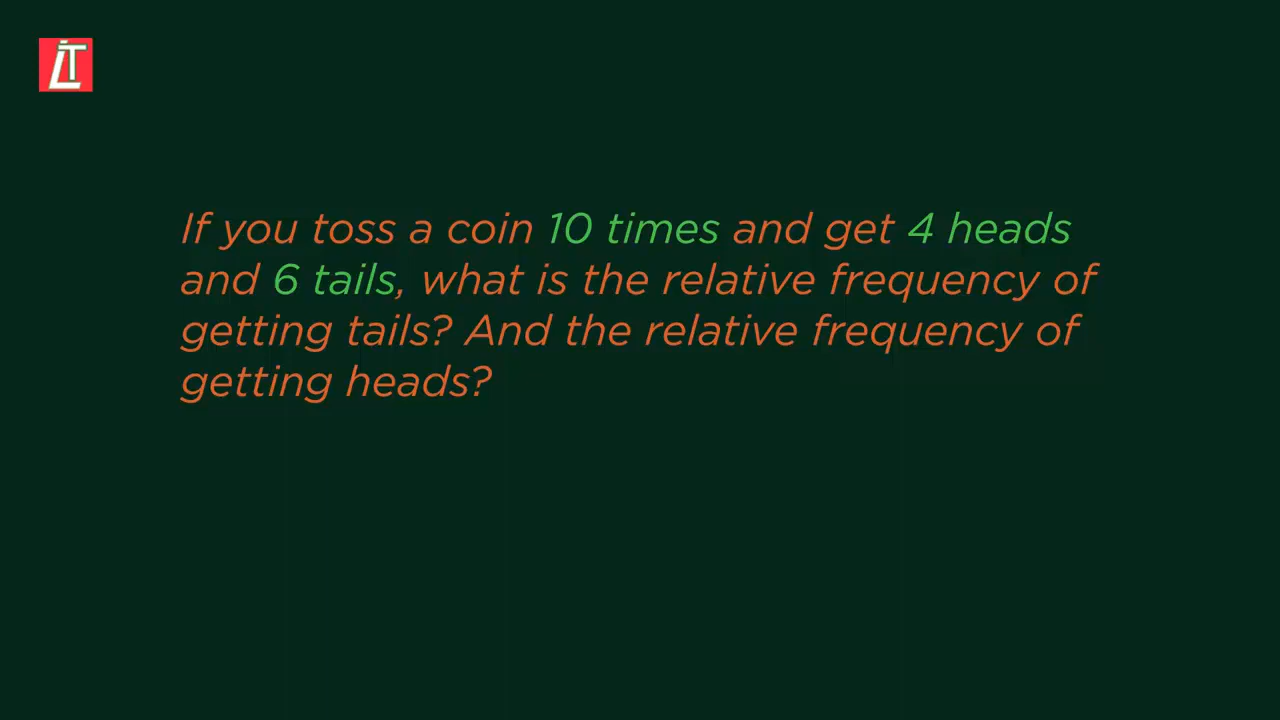 LT
If you toss a coin 10 times and get 4 heads
and 6 tails, what is the relative frequency of
getting tails? And the relative frequency of
getting heads?